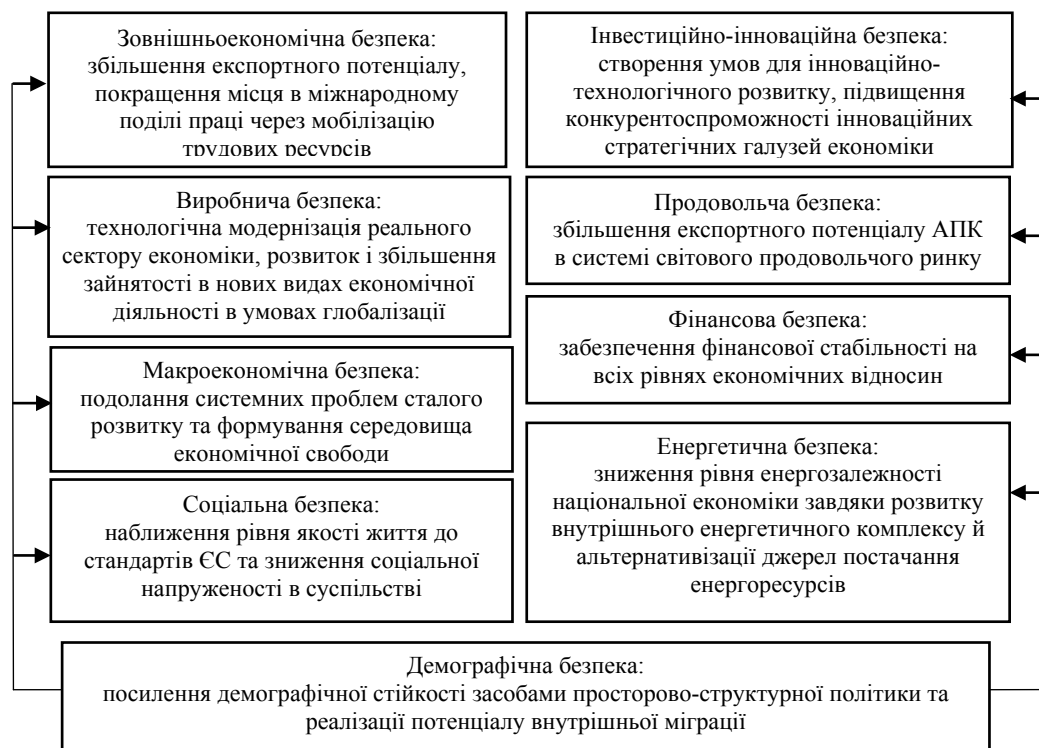 Зовнішньоекономічна безпека:
збільшення експортного потенціалу,
покращення місця в міжнародному
поділі праці через мобілізацію
трудових ресурсів
Виробнича безпека:
технологічна модернізація реального
сектору економіки, розвиток і збільшення
зайнятості в нових видах економічної
діяльності в умовах глобалізації
Макроекономічна безпека:
подолання системних проблем сталого
розвитку та формування середовища
економічної свободи
Соціальна безпека:
наближення рівня якості життя до
стандартів ЄС та зниження соціальної
напруженості в суспільстві
Інвестиційно-інноваційна безпека:
створення умов для інноваційно-
технологічного розвитку, підвищення
конкурентоспроможності інноваційних
стратегічних галузей економіки
Продовольча безпека:
збільшення експортного потенціалу АПК
в системі світового продовольчого ринку
Фінансова безпека:
забезпечення фінансової стабільності на
всіх рівнях економічних відносин
Енергетична безпека:
зниження рівня енергозалежності
національної економіки завдяки розвитку
внутрішнього енергетичного комплексу й
альтернативізації джерел постачання
енергоресурсів
Демографічна безпека:
посилення демографічної стійкості засобами просторово-структурної політики та
реалізації потенціалу внутрішньої міграції